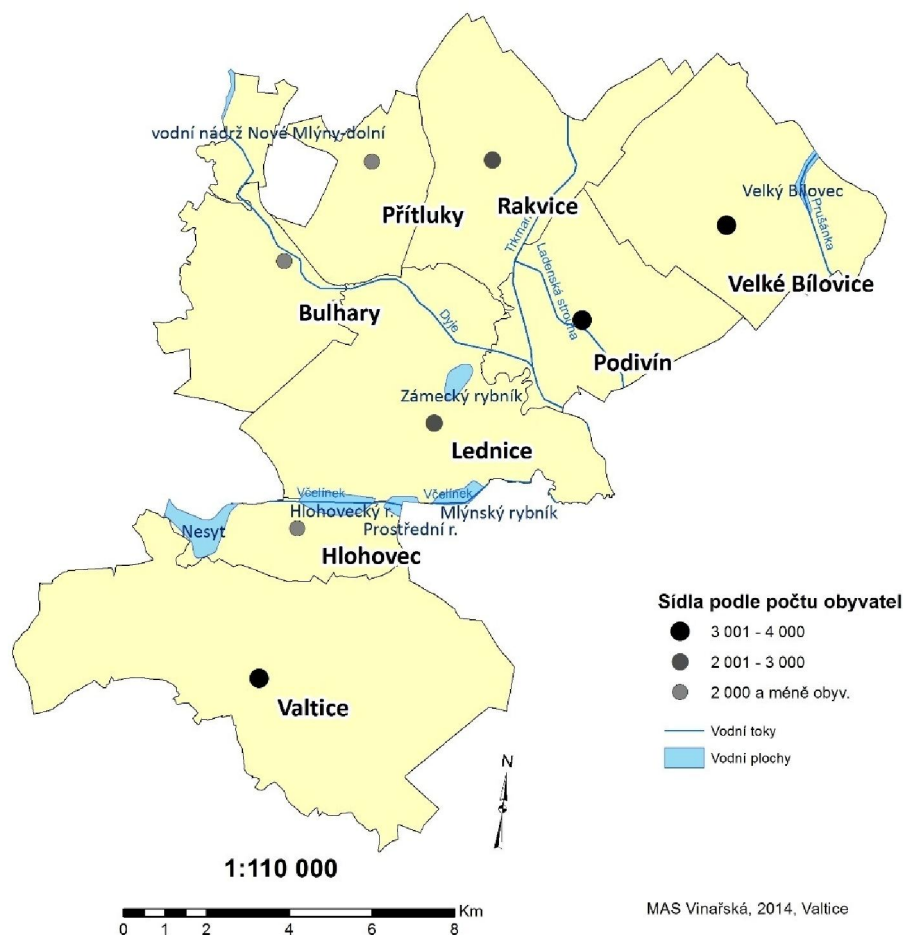 vodní nádrž Nové Mlýny-dolní
Přítluky
Rakvice
Velký Bílovec
Prušánka
Trkman.
Velké Bílovice
Ladenská strouha
Bulhary
Dyje
Podivín
Zámecký rybník
Lednice
Včelínek
Včelínek
Hlohovecký r.
Mlýnský rybník
Prostřední r.
Nesyt
Hlohovec
Valtice
Sídla podle počtu obyvatel
3 001 - 4 000
2 001 - 3 000
2 000 a méně obyv.
Vodní toky
Vodní plochy
N
1:110 000
Km
0 1 2 4 6 8
MAS Vinařská, 2014, Valtice